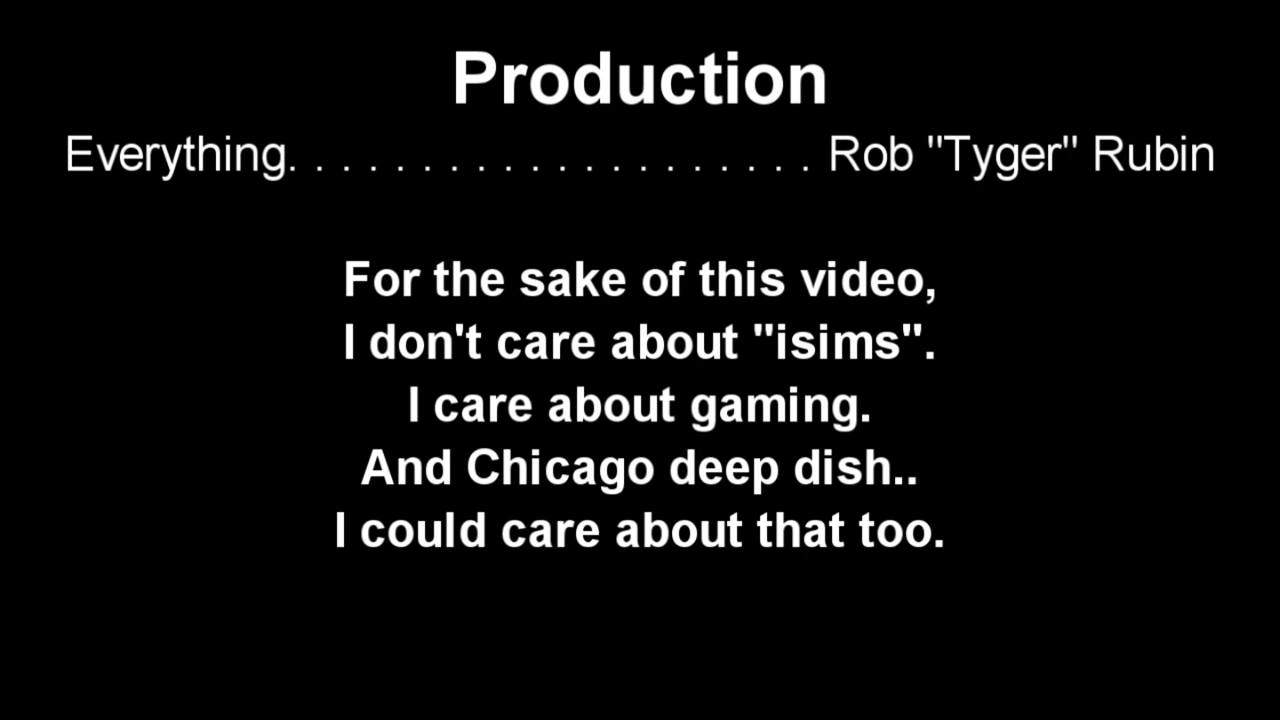 Production
Everything. . . . . . . . . . . . . . . . . . . . Rob "Tyger" Rubin
For the sake of this video,
I don't care about "isims".
I care about gaming.
And Chicago deep dish..
I could care about that too.